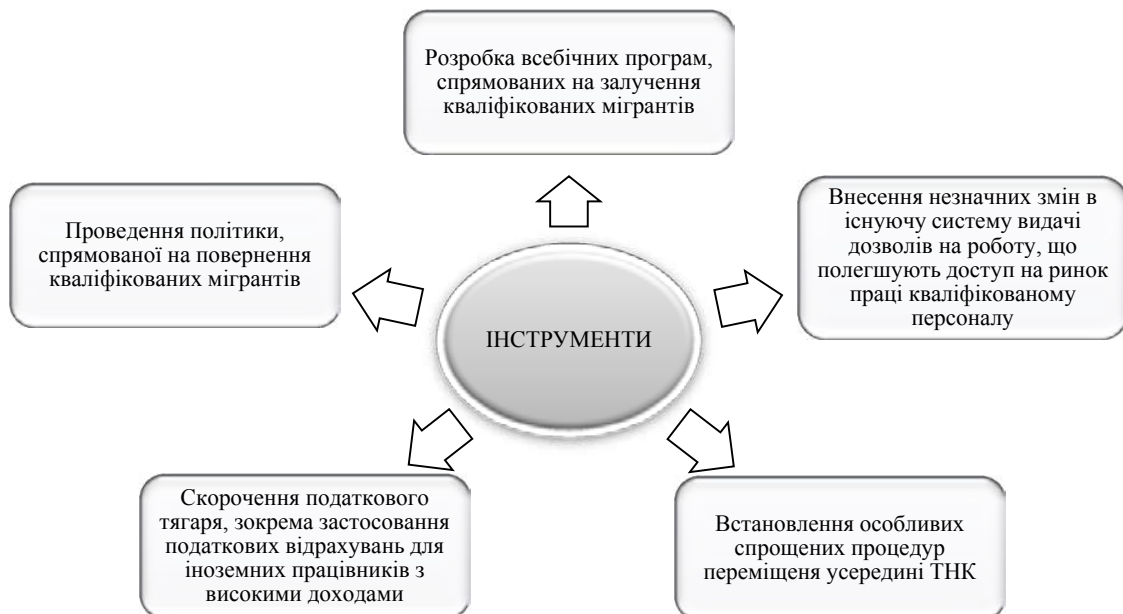 Розробка всебічних програм,
спрямованих на залучення
кваліфікованих мігрантів
Проведення політики,
спрямованої на повернення
кваліфікованих мігрантів
Внесення незначних змін в
існуючу систему видачі
дозволів на роботу, що
полегшують доступ на ринок
праці кваліфікованому
персоналу
ІНСТРУМЕНТИ
Скорочення податкового
тягаря, зокрема застосовання
податкових відрахувань для
іноземних працівників з
високими доходами
Встановлення особливих
спрощених процедур
переміщеня усередині ТНК